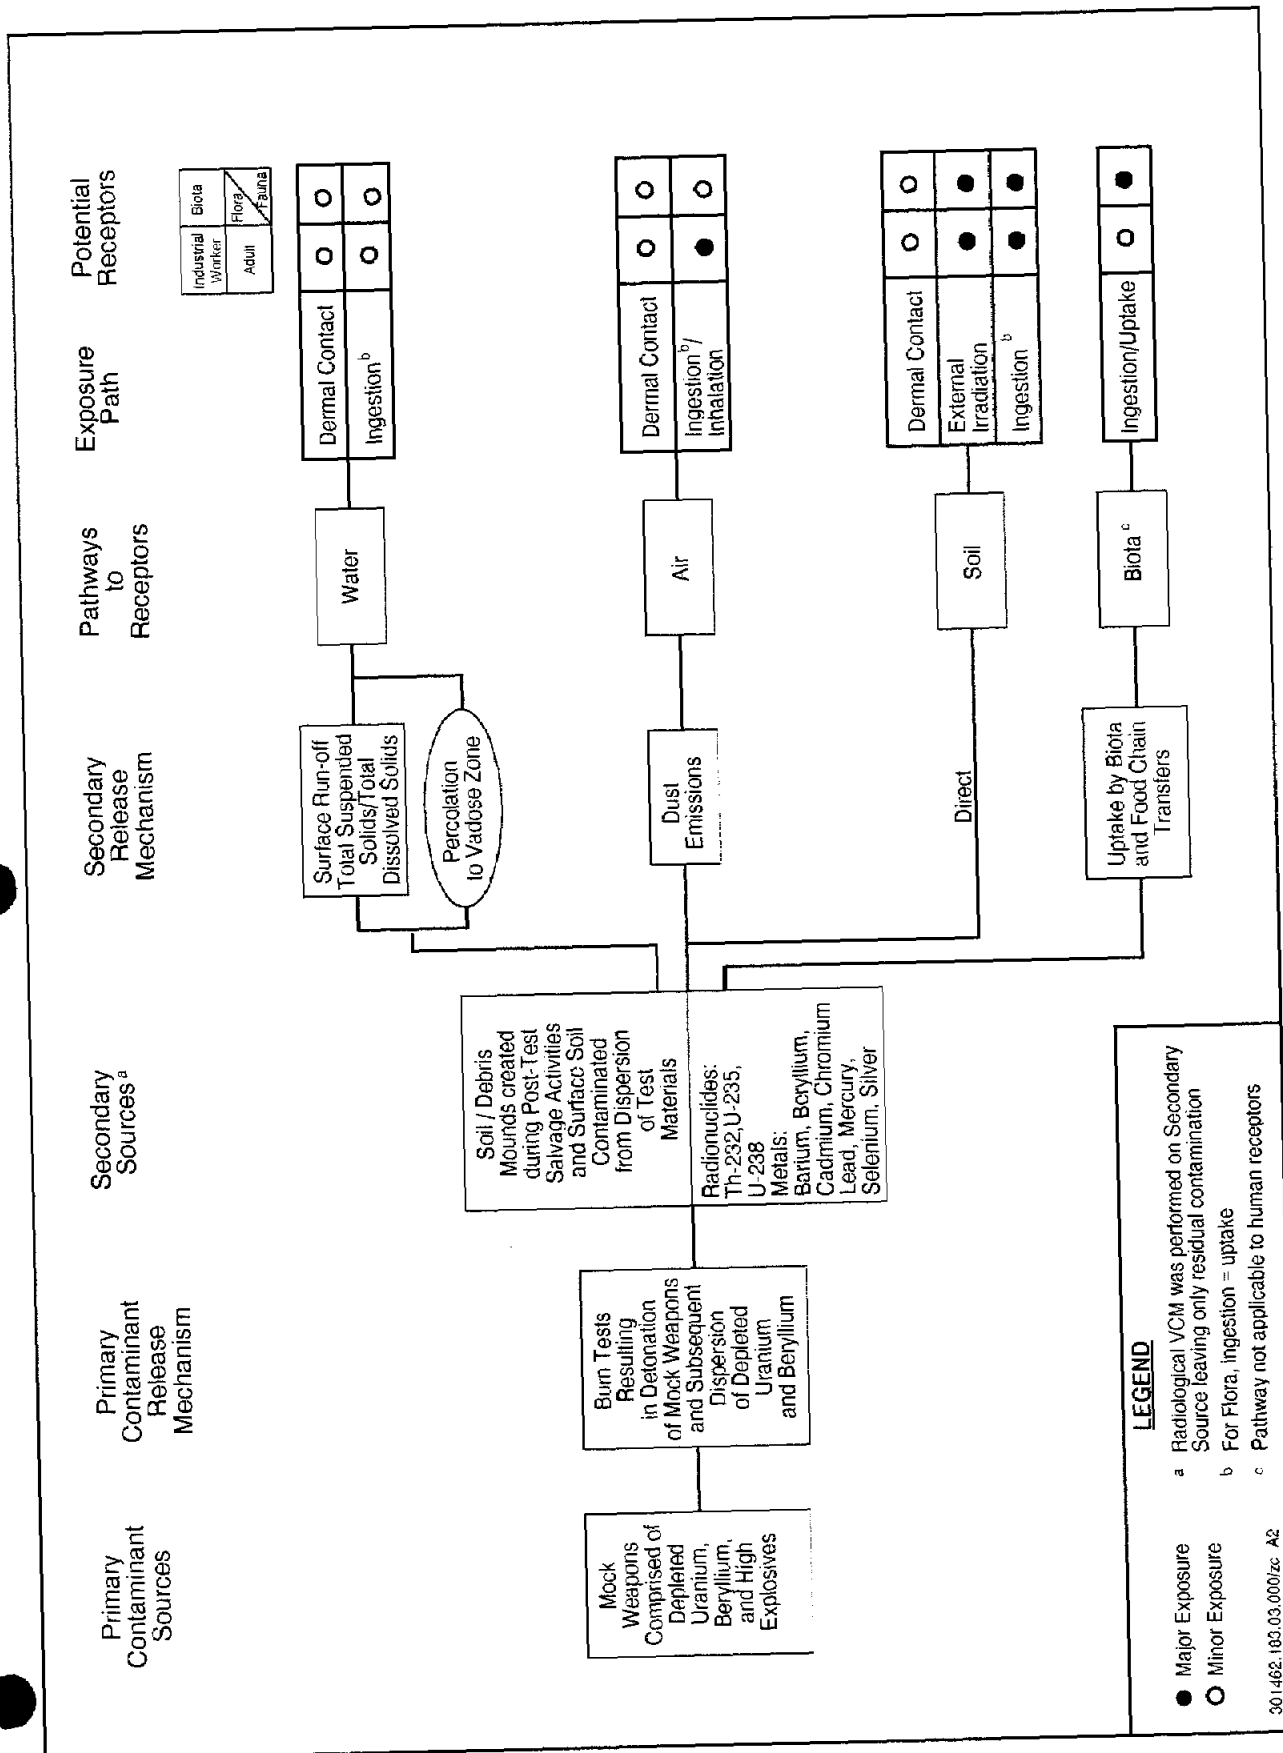 Primary
Contaminant
Sources
Primary
Contaminant
Release
Mechanism
Secondary
Sources a
Secondary
Release
Mechanism
Pathways
to
Receptors
Exposure
Path
Potential
Receptors
Industrial
Worker
Biota
Adult
Flora
Fauna
Mock
Weapons
Comprised of
Depleted
Uranium,
Beryllium,
and High
Explosives
Burn Tests
Resulting
in Detonation
of Mock Weapons
and Subsequent
Dispersion
of Depleted
Uranium
and Beryllium
Soil / Debris
Mounds created
during Post-Test
Salvage Activities
and Surface Soil
Contaminated
from Dispersion
of Test
Materials
Radionuclides:
Th-232,U-235,
U-238
Metals:
Barium, Beryllium,
Cadmium, Chromium
Lead, Mercury,
Selenium, Silver
Surface Run-off
Total Suspended
Solids/Total
Dissolved Solids
Percolation
to Vadose Zone
Water
Dermal Contact
Ingestion b
Dust
Emissions
Air
Dermal Contact
Ingestion b/
Inhalation
Direct
Soil
Dermal Contact
External
Irradiation
Ingestion b
Uptake by Biota
and Food Chain
Transfers
Biota c
Ingestion/Uptake
LEGEND
● Major Exposure
O Minor Exposure
a Radiological VCM was performed on Secondary
Source leaving only residual contamination
b For Flora, ingestion = uptake
c Pathway not applicable to human receptors
301462.183.03.000/zc A2